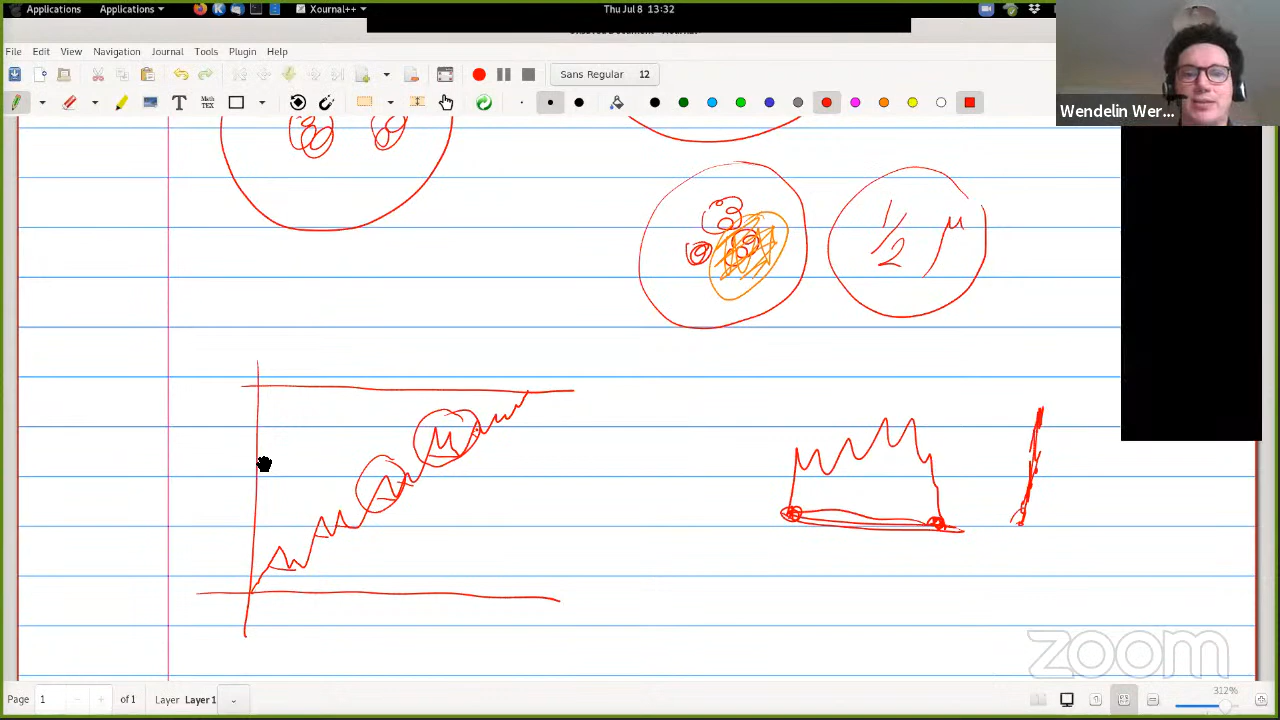 Applications Applications Xournal++ Thu Jul 8 13:32
File Edit View Navigation Journal Tools Plugin Help
Sans Regular 12
Wendelin Wer...
1/2 μ
zoom
Page 1 of 1 Layer Layer 1 312%